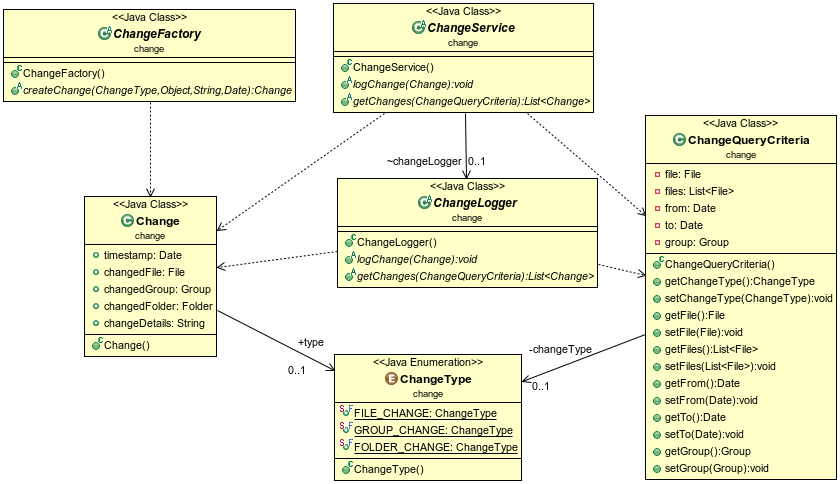 <<Java Class>>
ChangeFactory
change
ChangeFactory()
createChange(ChangeType,Object,String,Date):Change
<<Java Class>>
ChangeService
change
ChangeService()
logChange(Change):void
getChanges(ChangeQueryCriteria):List<Change>
~changeLogger 0..1
<<Java Class>>
ChangeQueryCriteria
change
file: File
files: List<File>
from: Date
to: Date
group: Group
ChangeQueryCriteria()
getChangeType():ChangeType
setChangeType(ChangeType):void
getFile():File
setFile(File):void
getFiles():List<File>
setFiles(List<File>):void
getFrom():Date
setFrom(Date):void
getTo():Date
setTo(Date):void
getGroup():Group
setGroup(Group):void
<<Java Class>>
Change
change
timestamp: Date
changedFile: File
changedGroup: Group
changedFolder: Folder
changeDetails: String
Change()
<<Java Class>>
ChangeLogger
change
ChangeLogger()
logChange(Change):void
getChanges(ChangeQueryCriteria):List<Change>
+type
0..1
-changeType
0..1
<<Java Enumeration>>
ChangeType
change
FILE_CHANGE: ChangeType
GROUP_CHANGE: ChangeType
FOLDER_CHANGE: ChangeType
ChangeType()